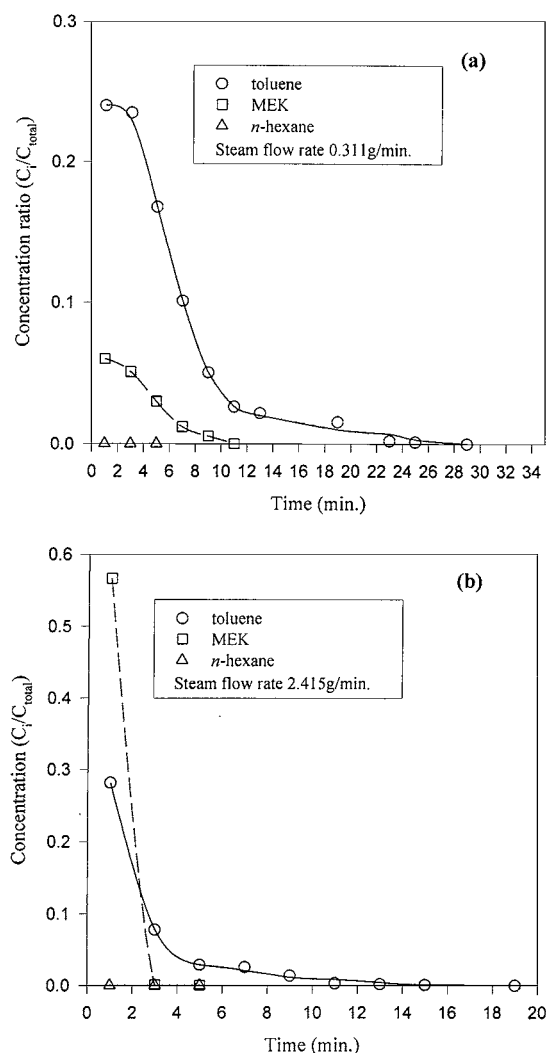 (a)
toluene
MEK
n-hexane
Steam flow rate 0.311g/min.
Concentration ratio (Ci/Ctotal)
0.3
0.2
0.1
0.0
0 2 4 6 8 10 12 14 16 18 20 22 24 26 28 30 32 34
Time (min.)
(b)
toluene
MEK
n-hexane
Steam flow rate 2.415g/min.
Concentration (Ci/Ctotal)
0.6
0.5
0.4
0.3
0.2
0.1
0.0
0 2 4 6 8 10 12 14 16 18 20
Time (min.)